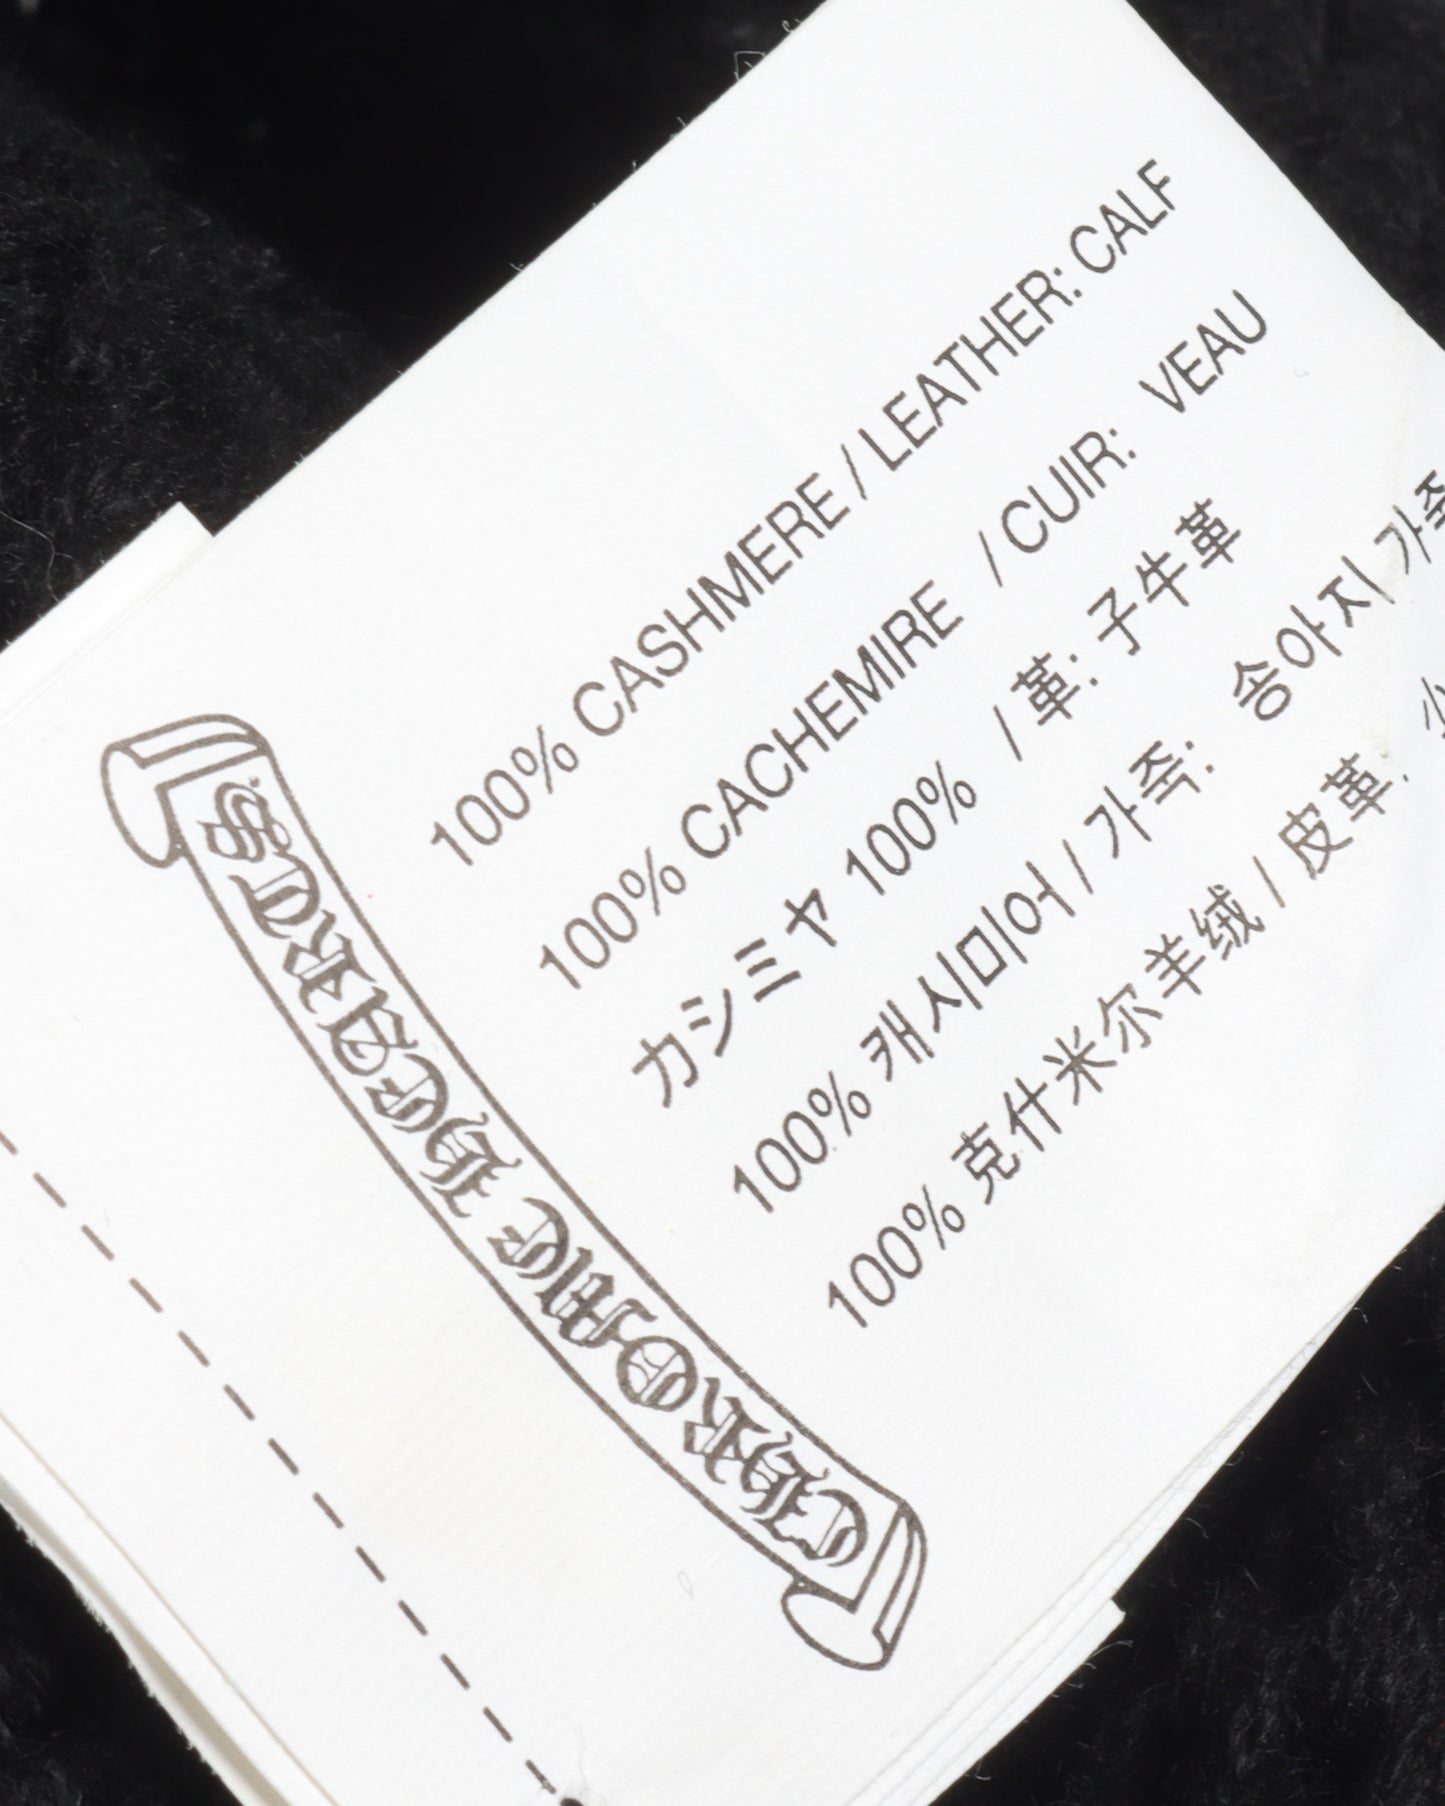 100% CASHMERE / LEATHER: CALF
100% CACHEMIRE / CUIR: VEAU
カシミヤ 100% / 革: 子牛革
100% 캐시미어 / 가죽: 송아지 가죽
100% 克什米尔羊绒 / 皮革:
CHROME HEARTS